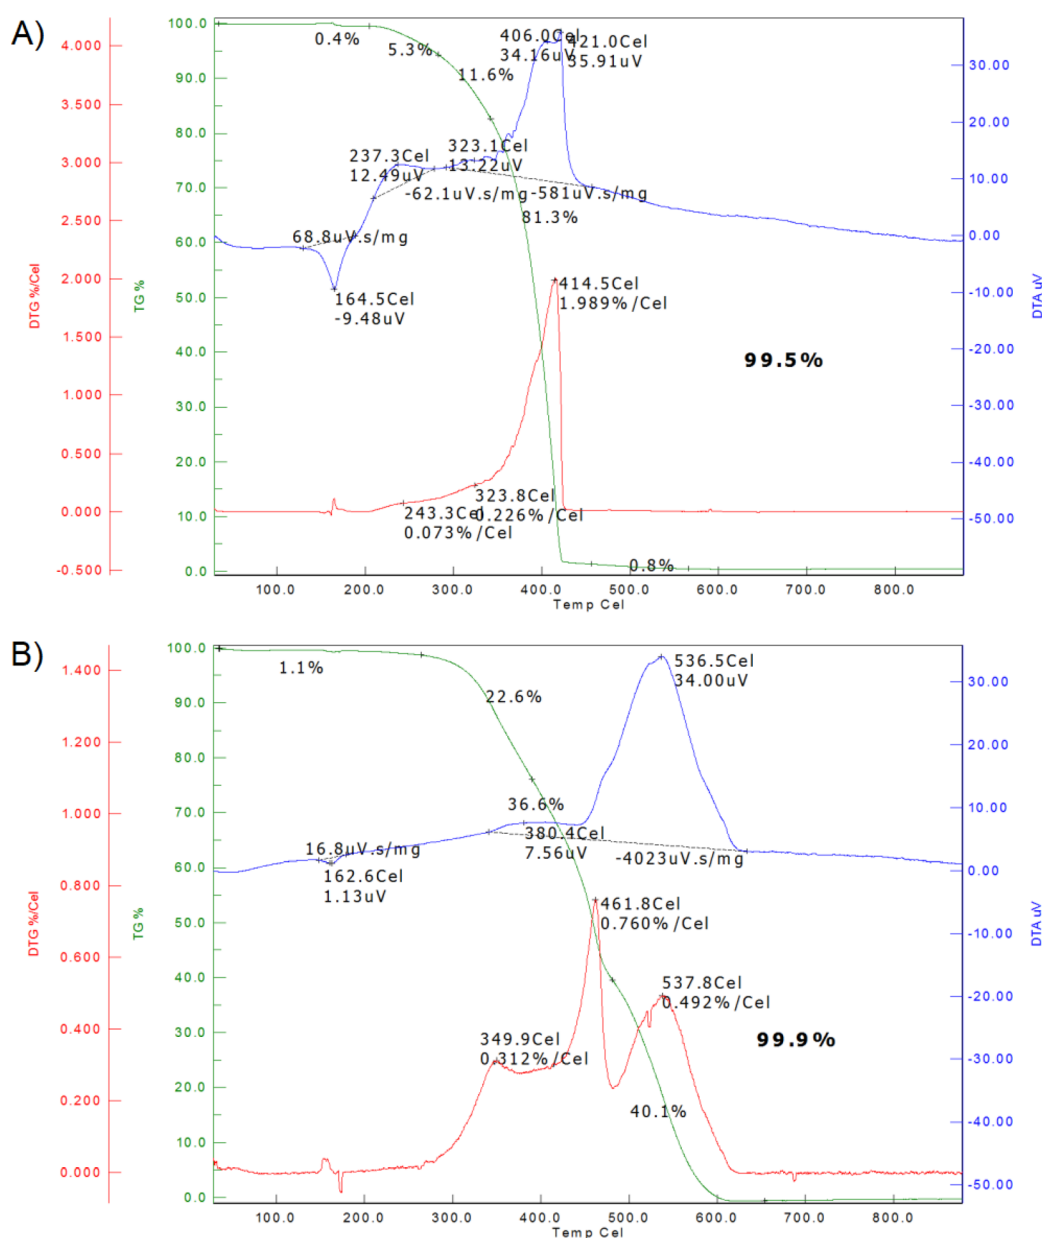 A)
100.0
90.0
80.0
70.0
60.0
50.0
40.0
30.0
20.0
10.0
0.0
TG %
4.000
3.500
3.000
2.500
2.000
1.500
1.000
0.500
0.000
-0.500
DTG %/Cel
30.00
20.00
10.00
0.00
-10.00
-20.00
-30.00
-40.00
-50.00
DTA uV
0.4%
5.3%
11.6%
406.0Cel
34.16uV
421.0Cel
35.91uV
237.3Cel
12.49uV
323.1Cel
13.22uV
-62.1uV.s/mg
-581uV.s/mg
81.3%
68.8uV.s/mg
164.5Cel
-9.48uV
414.5Cel
1.989%/Cel
99.5%
323.8Cel
0.226%/Cel
243.3Cel
0.073%/Cel
0.8%
100.0 200.0 300.0 400.0 500.0 600.0 700.0 800.0
Temp Cel
B)
100.0
90.0
80.0
70.0
60.0
50.0
40.0
30.0
20.0
10.0
0.0
TG %
1.400
1.200
1.000
0.800
0.600
0.400
0.200
0.000
DTG %/Cel
30.00
20.00
10.00
0.00
-10.00
-20.00
-30.00
-40.00
-50.00
DTA uV
1.1%
22.6%
536.5Cel
34.00uV
36.6%
380.4Cel
7.56uV
-4023uV.s/mg
16.8uV.s/mg
162.6Cel
1.13uV
461.8Cel
0.760%/Cel
537.8Cel
0.492%/Cel
349.9Cel
0.312%/Cel
99.9%
40.1%
100.0 200.0 300.0 400.0 500.0 600.0 700.0 800.0
Temp Cel